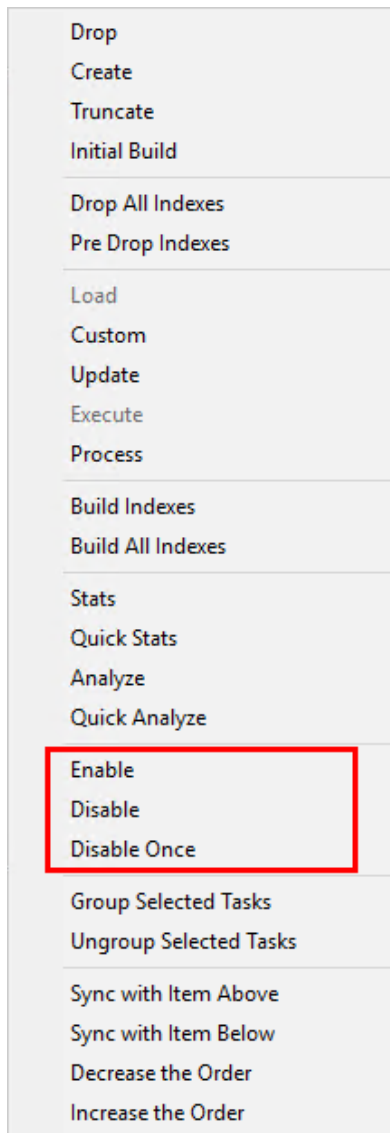 Drop
Create
Truncate
Initial Build
Drop All Indexes
Pre Drop Indexes
Load
Custom
Update
Execute
Process
Build Indexes
Build All Indexes
Stats
Quick Stats
Analyze
Quick Analyze
Enable
Disable
Disable Once
Group Selected Tasks
Ungroup Selected Tasks
Sync with Item Above
Sync with Item Below
Decrease the Order
Increase the Order